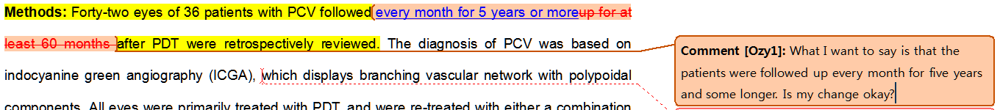 Methods: Forty-two eyes of 36 patients with PCV followed every month for 5 years or moreup for at
least 60 months after PDT were retrospectively reviewed. The diagnosis of PCV was based on
indocyanine green angiography (ICGA), which displays branching vascular network with polypoidal
components. All eyes were primarily treated with PDT, and were re-treated with either a combination
Comment [Ozy1]: What I want to say is that the
patients were followed up every month for five years
and some longer. Is my change okay?